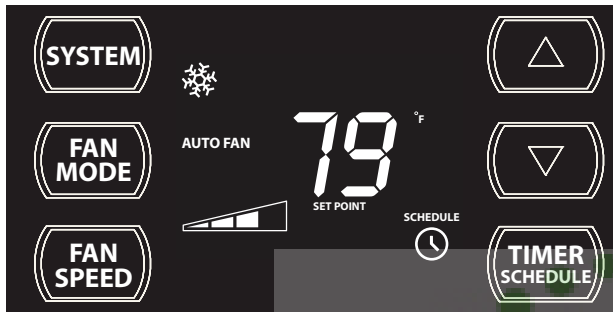 SYSTEM
FAN
MODE
AUTO FAN
79 °F
SET POINT
SCHEDULE
FAN
SPEED
TIMER
SCHEDULE